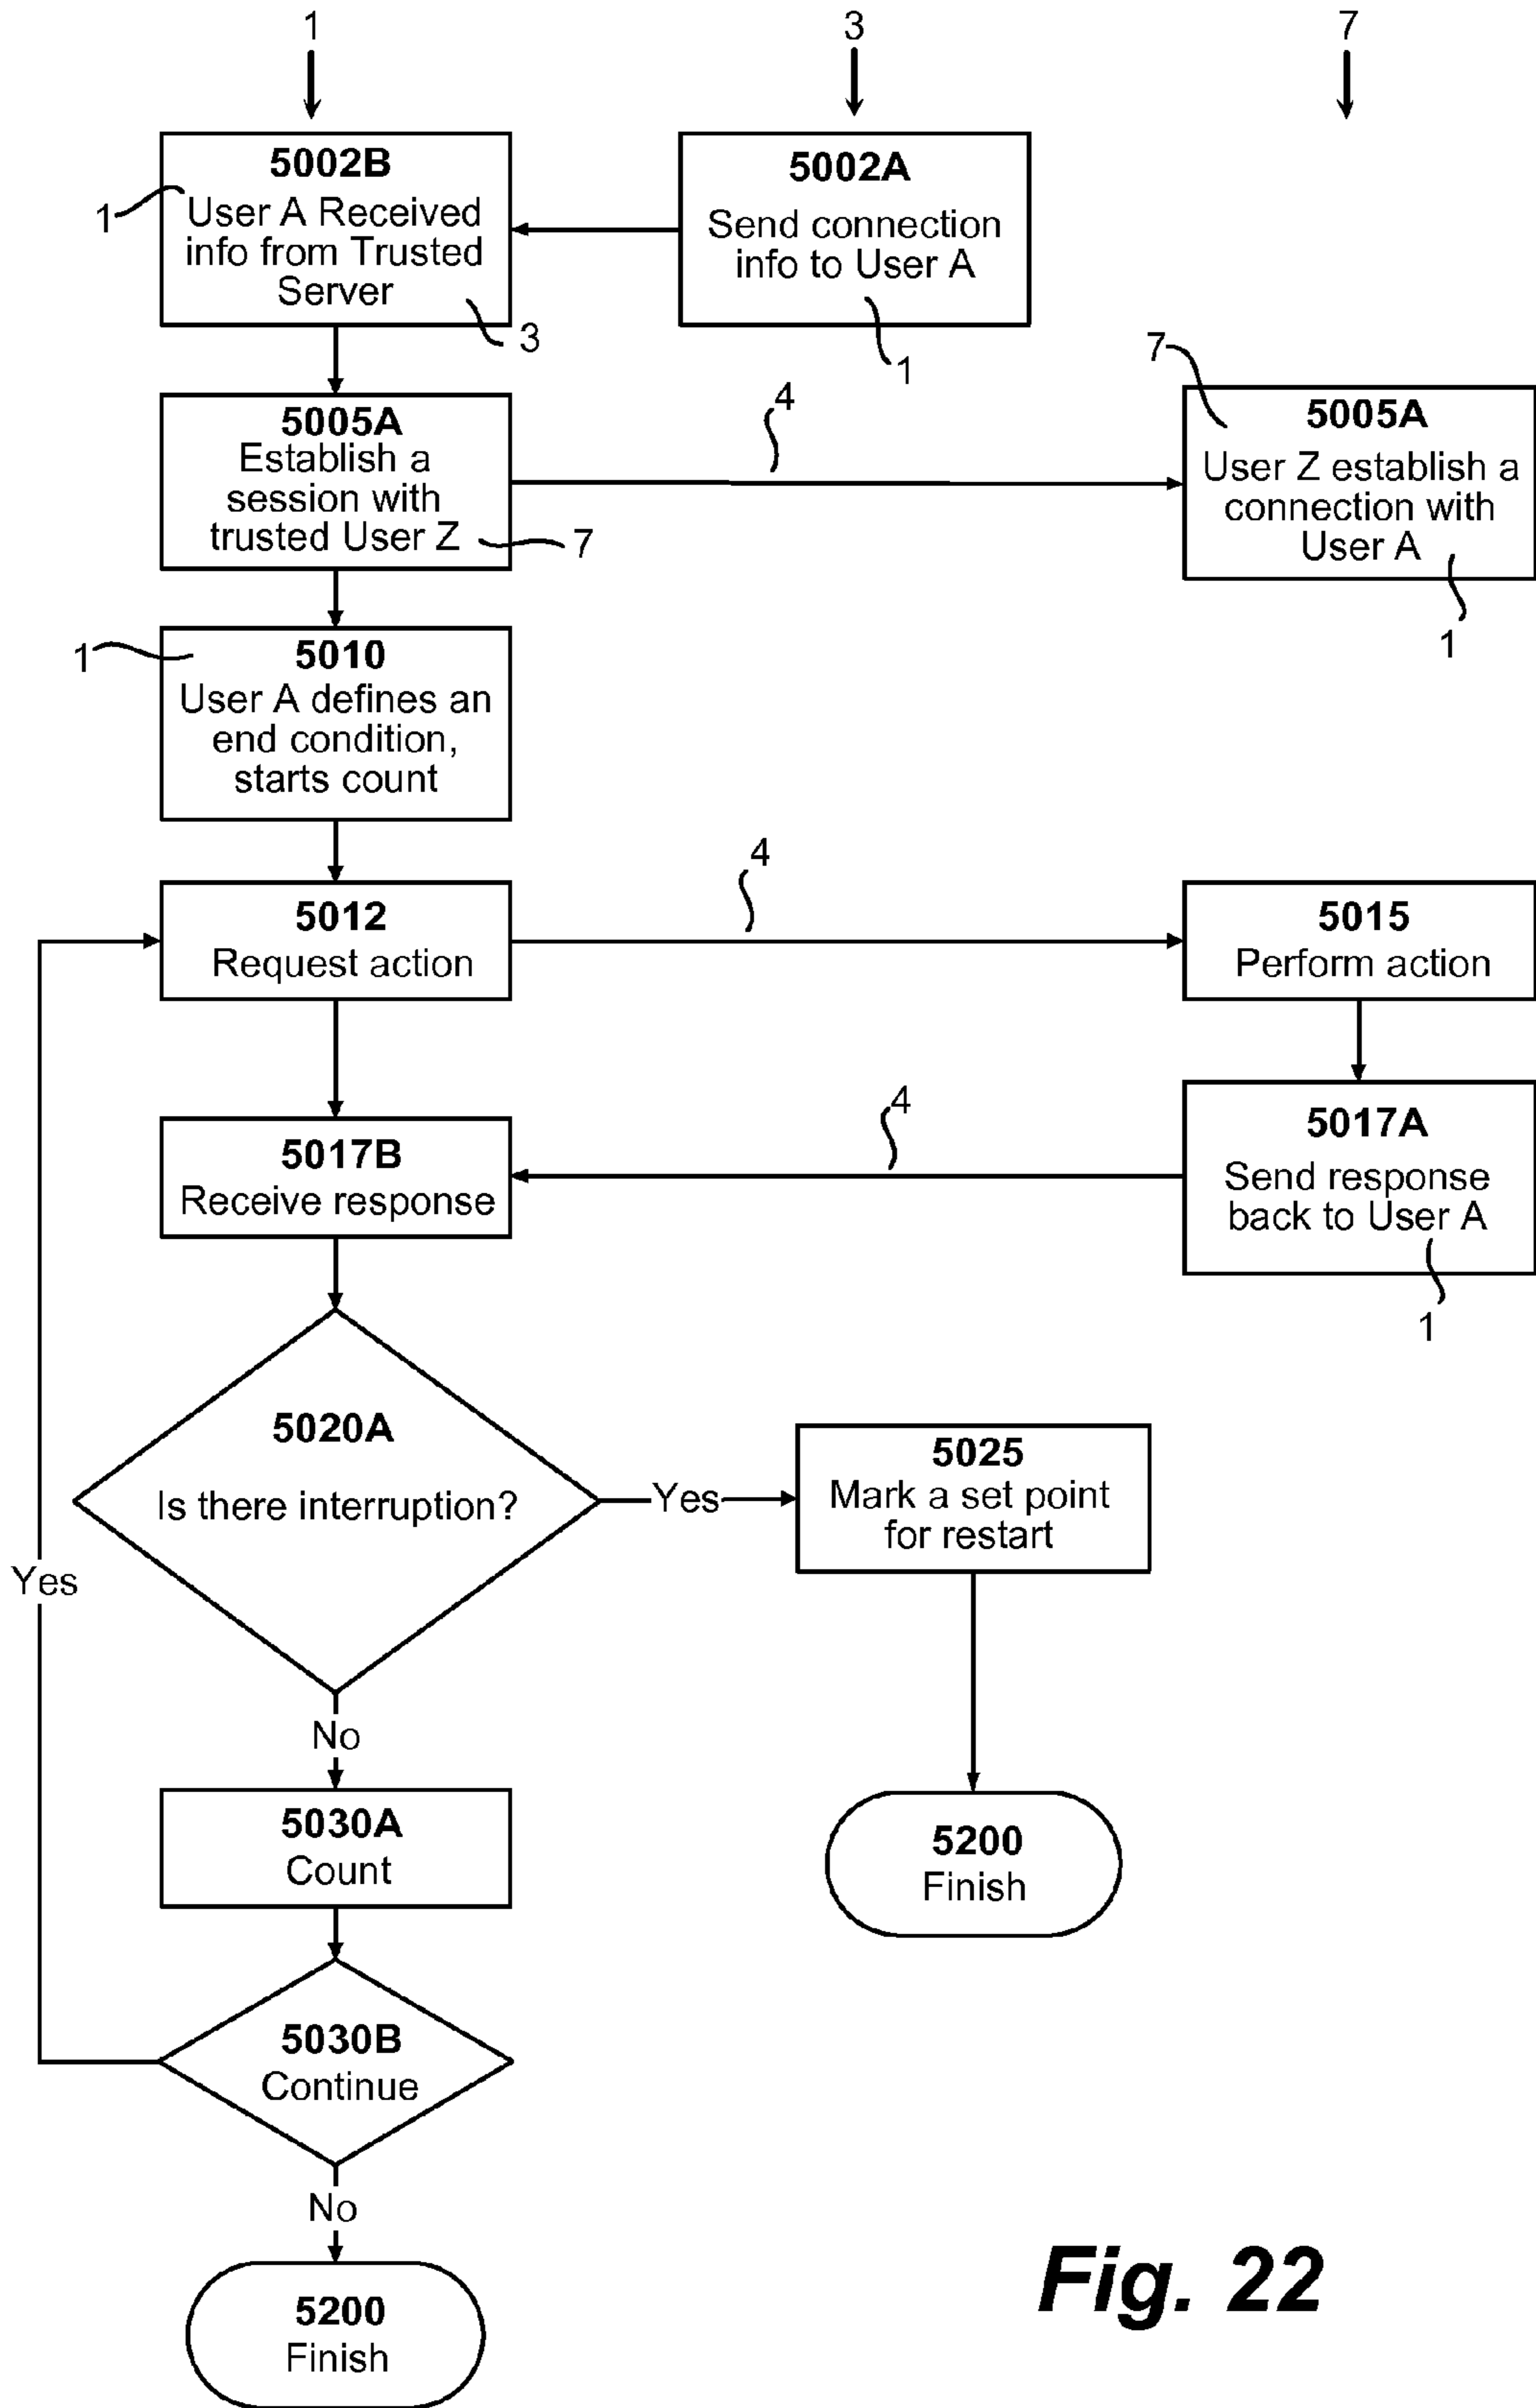 1
3
7
5002B
1
User A Received
info from Trusted
Server
3
5002A
Send connection
info to User A
1
5005A
Establish a
session with
trusted User Z
7
4
7
5005A
User Z establish a
connection with
User A
1
1
5010
User A defines an
end condition,
starts count
5012
Request action
4
5015
Perform action
5017B
Receive response
4
5017A
Send response
back to User A
1
5020A
Is there interruption?
Yes
5025
Mark a set point
for restart
Yes
No
5030A
Count
5200
Finish
5030B
Continue
No
5200
Finish
Fig. 22